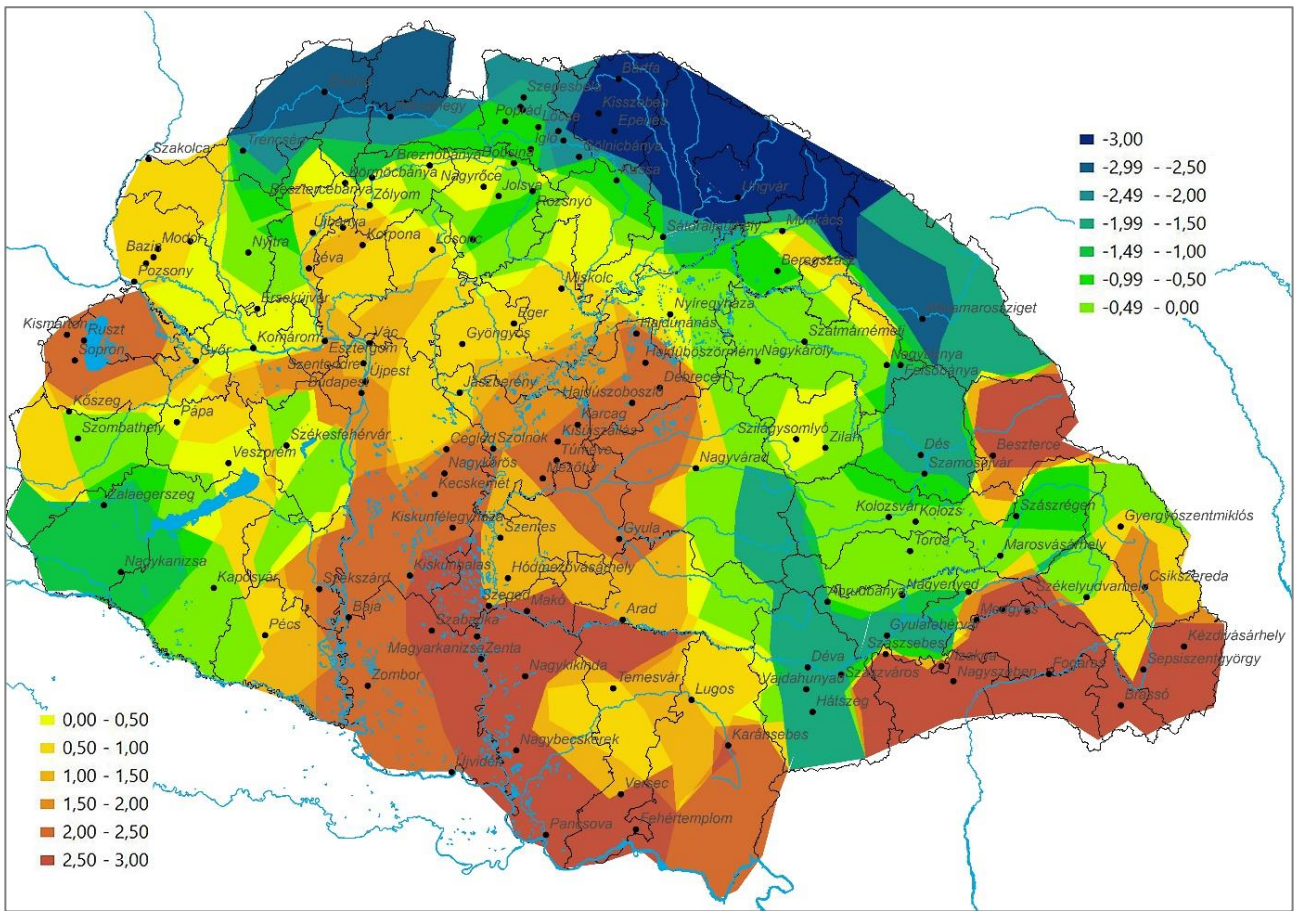 Bártfa
Szepesbéla
Kisszeben
Poprád
Lőcse
Eperjes
Szakolca
Trencsén
Igló
Gölnicbánya
-3,00
Breznóbánya
Dobsina
Kassa
-2,99 - -2,50
Körmöcbánya
Nagyrőce
Jolsva
Ungvár
-2,49 - -2,00
Besztercebánya
Zólyom
Rozsnyó
-1,99 - -1,50
Újbánya
Korpona
Losonc
Sátoraljaújhely
Munkács
-1,49 - -1,00
Bazin
Modor
Nyitra
-0,99 - -0,50
Pozsony
Léva
Beregszász
-0,49 - 0,00
Érsekújvár
Miskolc
Nyíregyháza
Máramarossziget
Kismarton
Ruszt
Komárom
Vác
Eger
Hajdúnánás
Szatmárnémeti
Sopron
Győr
Esztergom
Gyöngyös
Hajdúböszörmény
Nagykároly
Nagybánya
Szentendre
Újpest
Felsőbánya
Budapest
Debrecen
Jászberény
Hajdúszoboszló
Kőszeg
Pápa
Karcag
Szombathely
Székesfehérvár
Cegléd
Szolnok
Kisújszállás
Szilágysomlyó
Zilah
Dés
Beszterce
Veszprém
Nagykőrös
Túrkeve
Nagyvárad
Szamosújvár
Kecskemét
Mezőtúr
Zalaegerszeg
Kiskunfélegyháza
Szentes
Gyula
Kolozsvár
Kolozs
Szászrégen
Gyergyószentmiklós
Torda
Marosvásárhely
Nagykanizsa
Kaposvár
Szekszárd
Kiskunhalas
Hódmezővásárhely
Székelyudvarhely
Csikszereda
Szeged
Makó
Arad
Abrudbánya
Nagyenyed
Medgyes
Pécs
Baja
Szabadka
Gyulafehérvár
Kézdivásárhely
Magyarkanizsa
Zenta
Szászsebes
Vizakna
Fogaras
Sepsiszentgyörgy
Zombor
Nagykikinda
Temesvár
Lugos
Déva
Szászváros
Nagyszeben
Vajdahunyad
Brassó
Hátszeg
0,00 - 0,50
Nagybecskerek
Karánsebes
0,50 - 1,00
Újvidék
1,00 - 1,50
Versec
1,50 - 2,00
2,00 - 2,50
Pancsova
Fehértemplom
2,50 - 3,00